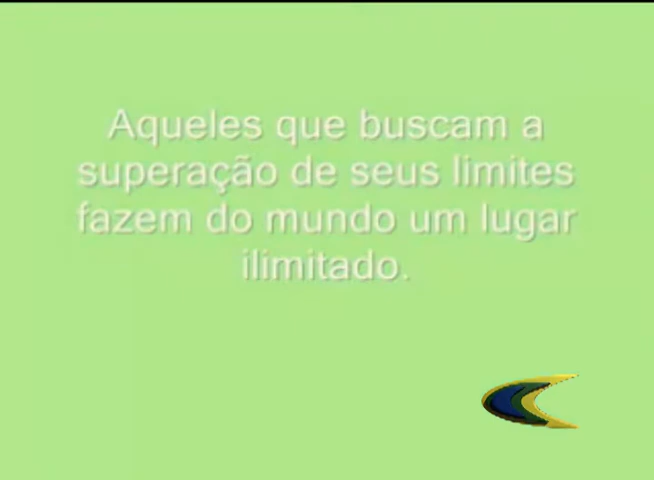 Aqueles que buscam a
superação de seus limites
fazem do mundo um lugar
ilimitado.